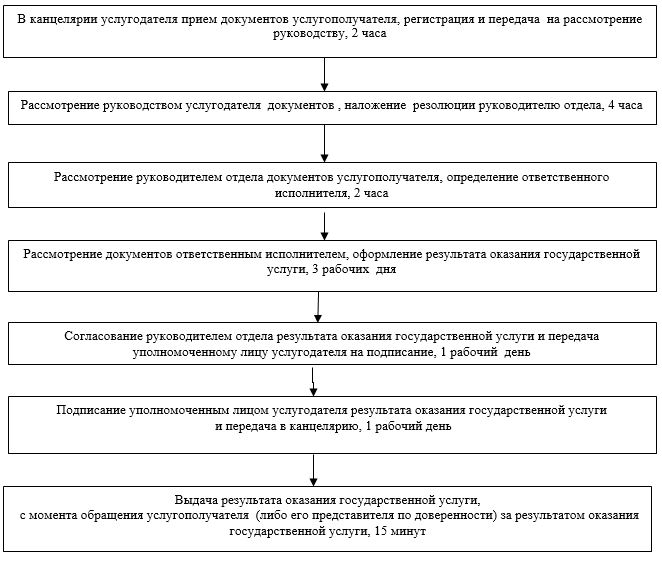 В канцелярии услугодателя прием документов услугополучателя, регистрация и передача на рассмотрение
руководству, 2 часа
Рассмотрение руководством услугодателя документов , наложение резолюции руководителю отдела, 4 часа
Рассмотрение руководителем отдела документов услугополучателя, определение ответственного
исполнителя, 2 часа
Рассмотрение документов ответственным исполнителем, оформление результата оказания государственной
услуги, 3 рабочих дня
Согласование руководителем отдела результата оказания государственной услуги и передача
уполномоченному лицу услугодателя на подписание, 1 рабочий день
Подписание уполномоченным лицом услугодателя результата оказания государственной услуги
и передача в канцелярию, 1 рабочий день
Выдача результата оказания государственной услуги,
с момента обращения услугополучателя (либо его представителя по доверенности) за результатом оказания
государственной услуги, 15 минут